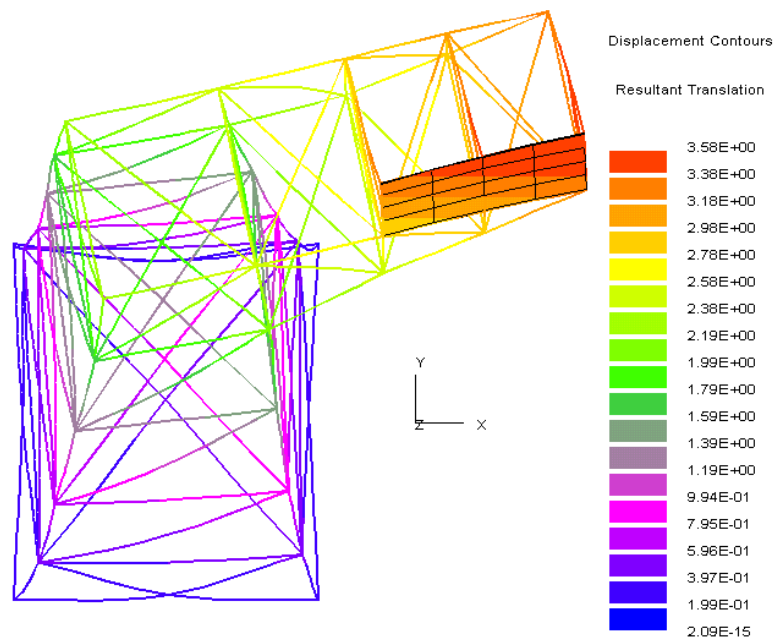 Displacement Contours
Resultant Translation
3.58E+00
3.38E+00
3.18E+00
2.98E+00
2.78E+00
2.58E+00
2.38E+00
2.19E+00
1.99E+00
1.79E+00
1.59E+00
1.39E+00
1.19E+00
9.94E-01
7.95E-01
5.96E-01
3.97E-01
1.99E-01
2.09E-15
Y
Z
X